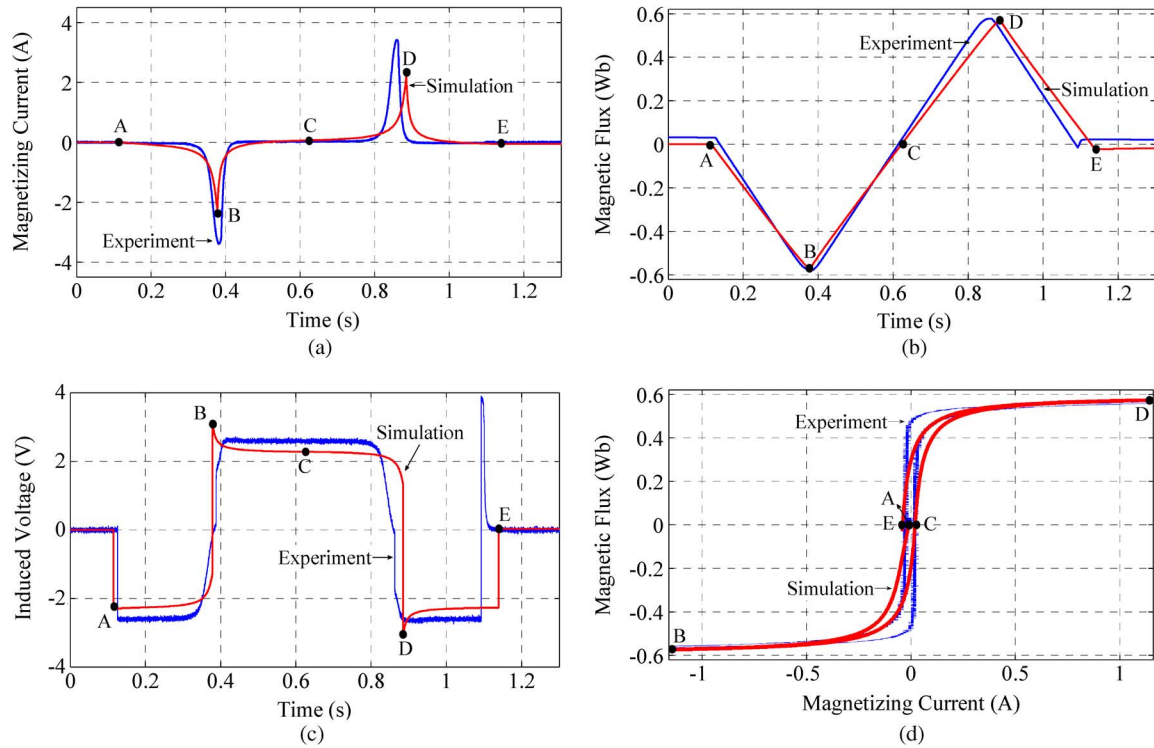 4
2
0
-2
-4
Magnetizing Current (A)
A
B
C
D
E
Simulation
Experiment
0
0.2
0.4
0.6
0.8
1
1.2
Time (s)
(a)
0.6
0.4
0.2
0
-0.2
-0.4
-0.6
Magnetic Flux (Wb)
Experiment
D
Simulation
A
C
E
B
0
0.2
0.4
0.6
0.8
1
1.2
Time (s)
(b)
4
2
0
-2
-4
Induced Voltage (V)
B
Simulation
C
E
Experiment
A
D
0
0.2
0.4
0.6
0.8
1
1.2
Time (s)
(c)
0.6
0.4
0.2
0
-0.2
-0.4
-0.6
Magnetic Flux (Wb)
Experiment
D
A
E
C
Simulation
B
-1
-0.5
0
0.5
1
Magnetizing Current (A)
(d)